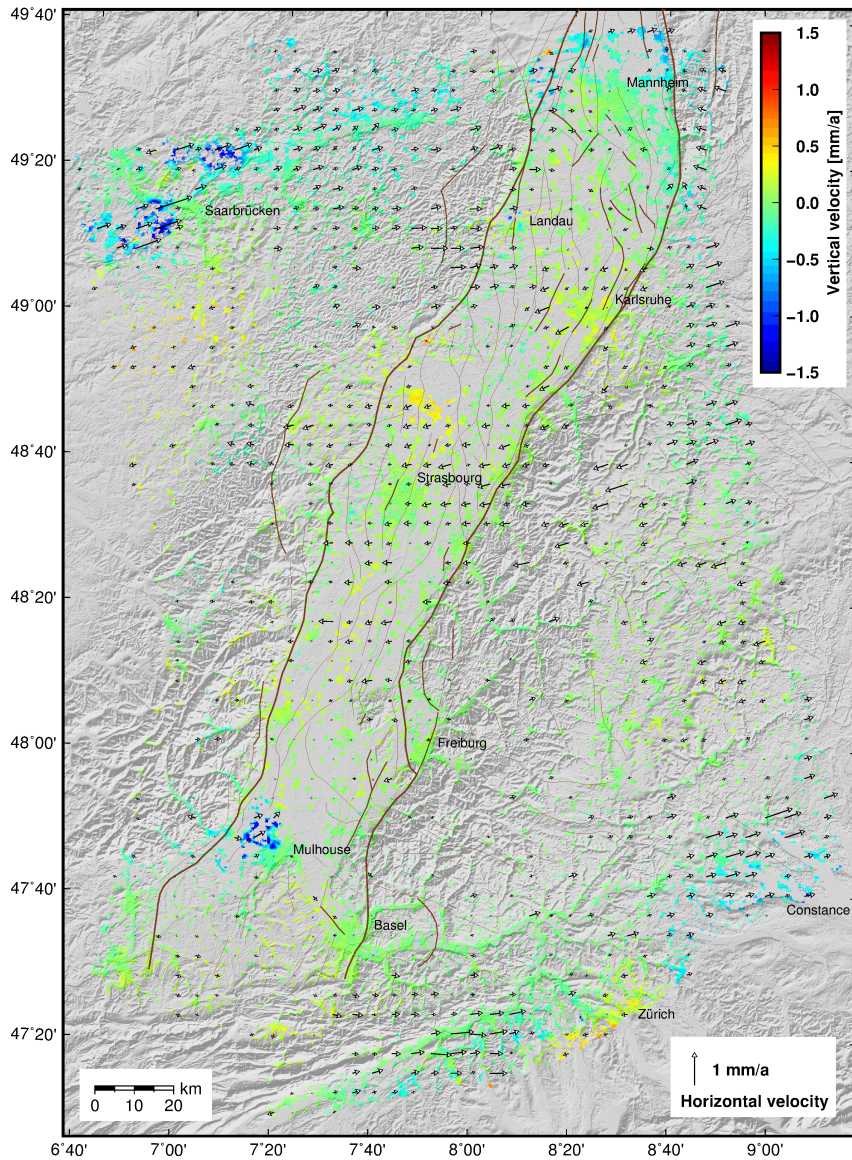 49˚40'
49˚20'
49˚00'
48˚40'
48˚20'
48˚00'
47˚40'
47˚20'
6˚40'
7˚00'
7˚20'
7˚40'
8˚00'
8˚20'
8˚40'
9˚00'
Mannheim
Saarbrücken
Landau
Karlsruhe
Strasbourg
Freiburg
Mulhouse
Basel
Constance
Zürich
1.5
1.0
0.5
0.0
−0.5
−1.0
−1.5
Vertical velocity [mm/a]
km
0 10 20
1 mm/a
Horizontal velocity